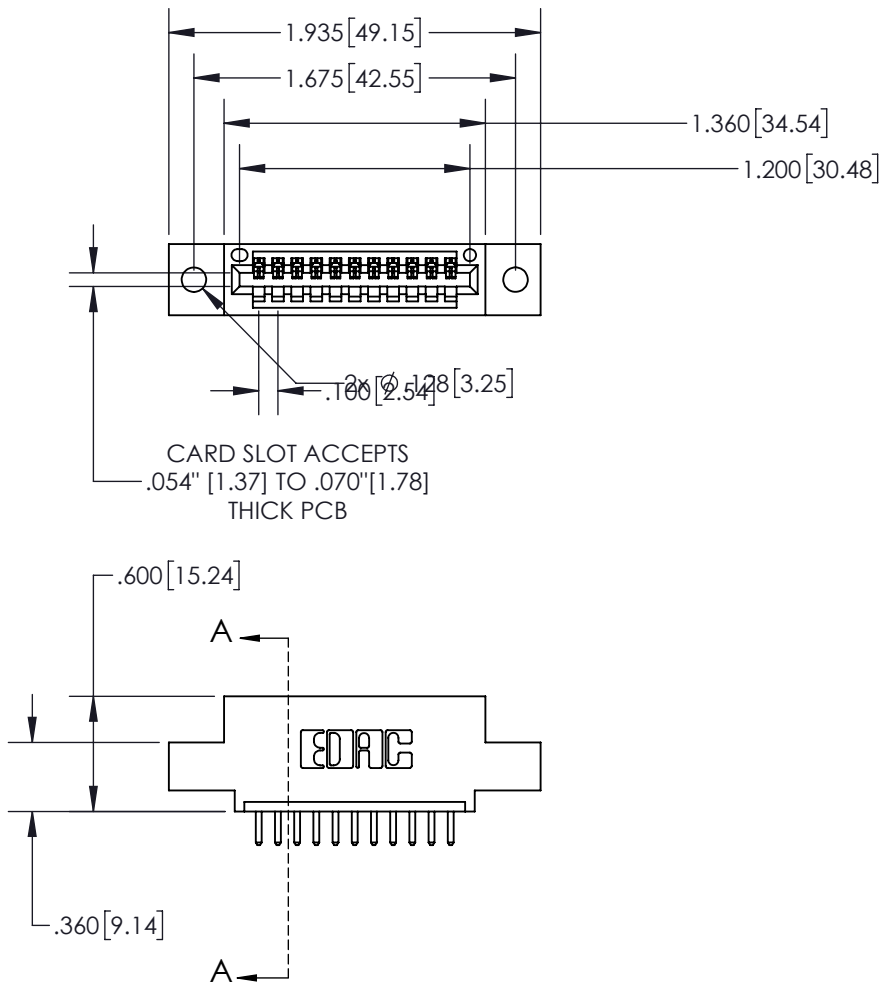 1.935[49.15]
1.675[42.55]
1.360[34.54]
1.200[30.48]
2x Ø .128[3.25]
.100[2.54]
CARD SLOT ACCEPTS
.054" [1.37] TO .070"[1.78]
THICK PCB
.600[15.24]
A
EDAC
.360[9.14]
A